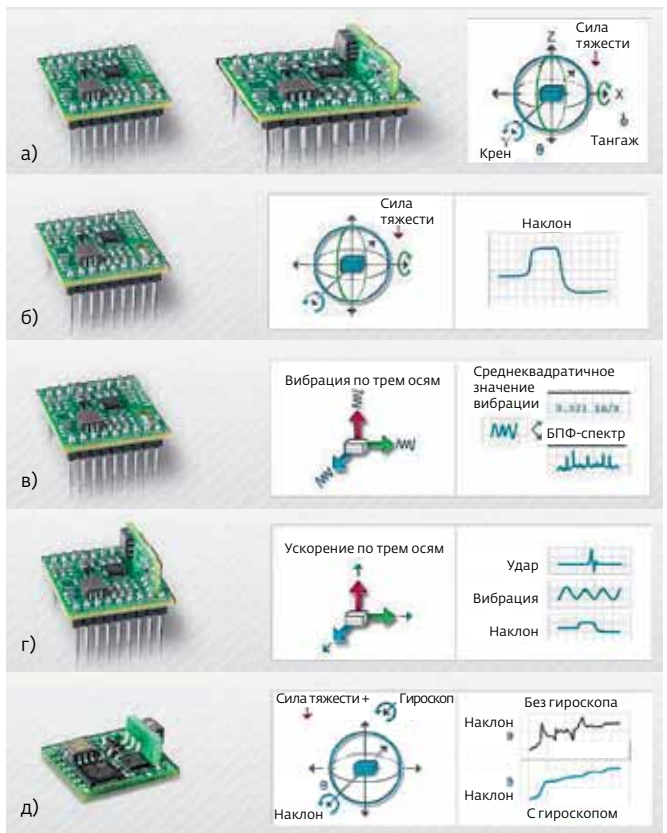 Z
Сила
тяжести
X
Y
Крен
θ
Тангаж
а)
Сила
тяжести
Наклон
б)
Вибрация по трем осям
Среднеквадратичное
значение
вибрации
БПФ-спектр
в)
Ускорение по трем осям
Удар
Вибрация
Наклон
г)
Сила тяжести + Гироскоп
θ
Наклон
Без гироскопа
Наклон
θ
θ
Наклон
С гироскопом
д)